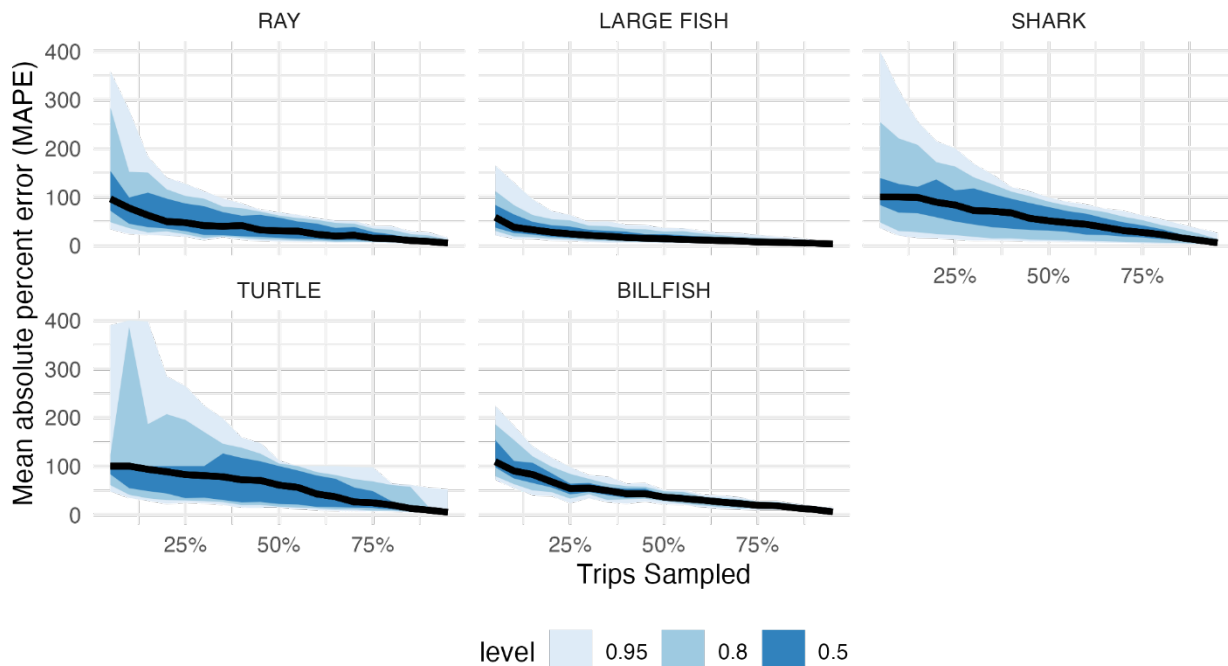 RAY
LARGE FISH
SHARK
Mean absolute percent error (MAPE)
400
300
200
100
0
25% 50% 75%
TURTLE
BILLFISH
400
300
200
100
0
25% 50% 75%
25% 50% 75%
Trips Sampled
level 0.95 0.8 0.5